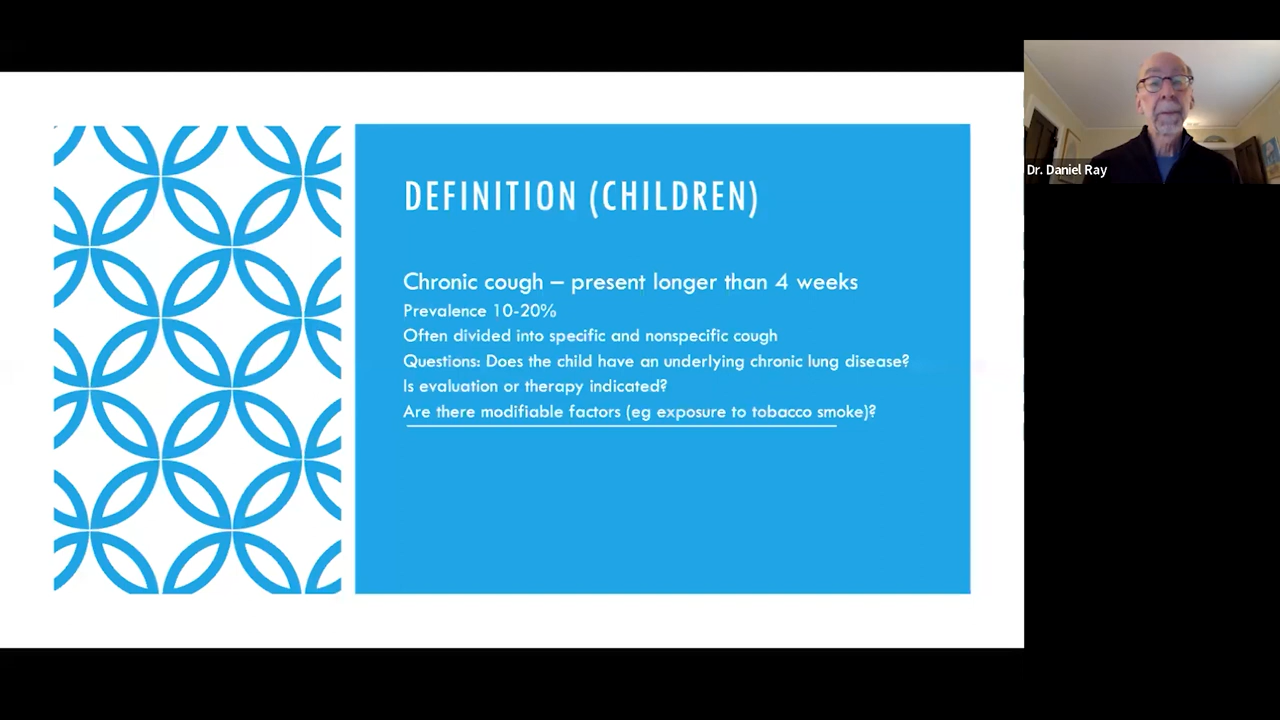 DEFINITION (CHILDREN)
Chronic cough – present longer than 4 weeks
Prevalence 10-20%
Often divided into specific and nonspecific cough
Questions: Does the child have an underlying chronic lung disease?
Is evaluation or therapy indicated?
Are there modifiable factors (eg exposure to tobacco smoke)?
Dr. Daniel Ray